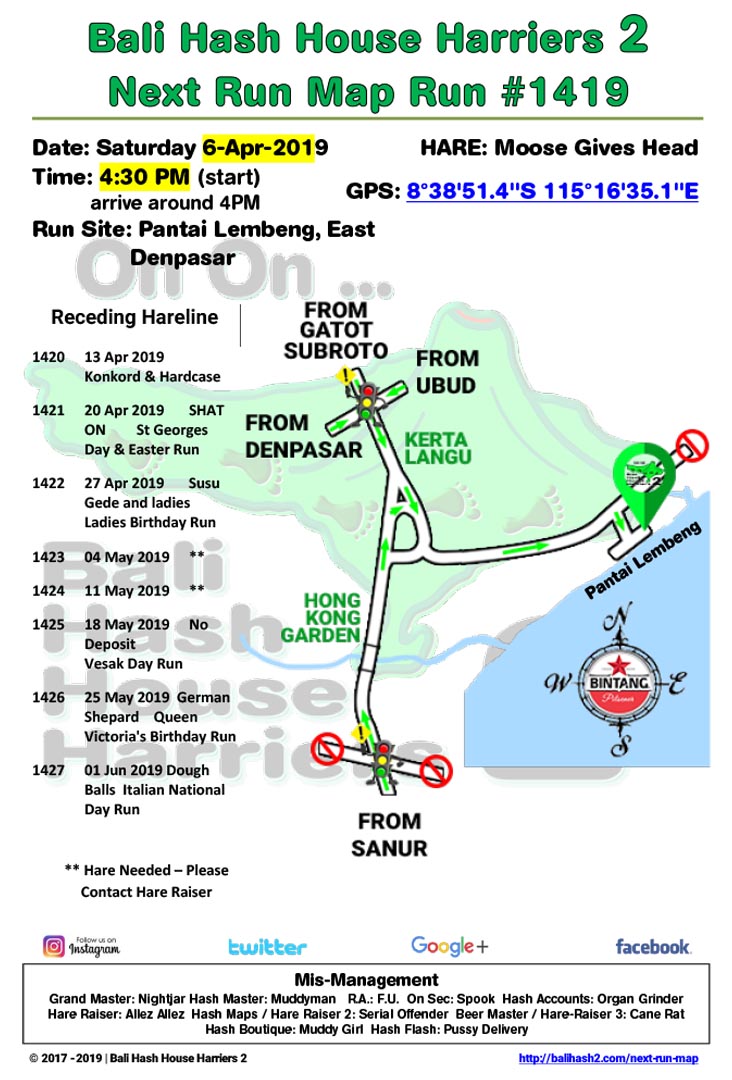 Bali Hash House Harriers 2
Next Run Map Run #1419
Date: Saturday 6-Apr-2019
HARE: Moose Gives Head
Time: 4:30 PM (start)
arrive around 4PM
GPS: 8°38'51.4"S 115°16'35.1"E
Run Site: Pantai Lembeng, East
Denpasar
On On ...
Receding Hareline
1420 13 Apr 2019
Konkord & Hardcase
1421 20 Apr 2019 SHAT
ON St Georges
Day & Easter Run
1422 27 Apr 2019 Susu
Gede and ladies
Ladies Birthday Run
1423 04 May 2019 **
1424 11 May 2019 **
1425 18 May 2019 No
Deposit
Vesak Day Run
1426 25 May 2019 German
Shepard Queen
Victoria's Birthday Run
1427 01 Jun 2019 Dough
Balls Italian National
Day Run
** Hare Needed – Please
Contact Hare Raiser
Bali
Hash
House
Harriers
FROM
GATOT
SUBROTO
FROM
UBUD
FROM
DENPASAR
KERTA
LANGU
2
Pantai Lembeng
HONG
KONG
GARDEN
N
W
E
S
BINTANG
Pilsener
FROM
SANUR
Follow us on
Instagram
twitter
Google+
facebook
Mis-Management
Grand Master: Nightjar Hash Master: Muddyman R.A.: F.U. On Sec: Spook Hash Accounts: Organ Grinder
Hare Raiser: Allez Allez Hash Maps / Hare Raiser 2: Serial Offender Beer Master / Hare-Raiser 3: Cane Rat
Hash Boutique: Muddy Girl Hash Flash: Pussy Delivery
© 2017 - 2019 | Bali Hash House Harriers 2
http://balihash2.com/next-run-map